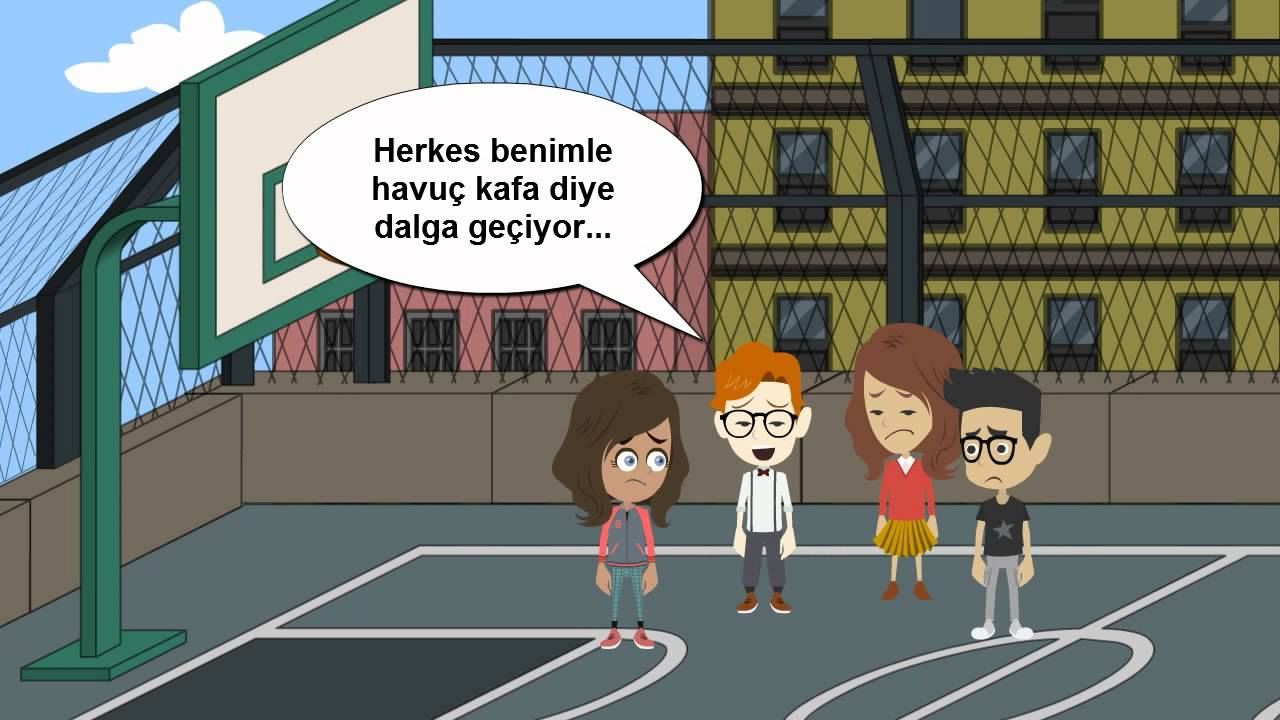 Herkes benimle
havuç kafa diye
dalga geçiyor...